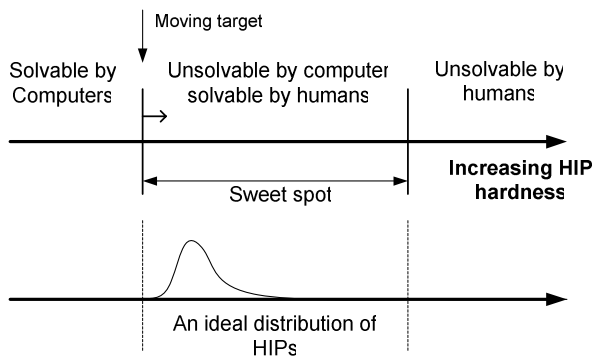 Moving target
Solvable by
Computers
Unsolvable by computer
solvable by humans
Unsolvable by
humans
Increasing HIP
hardness
Sweet spot
An ideal distribution of
HIPs